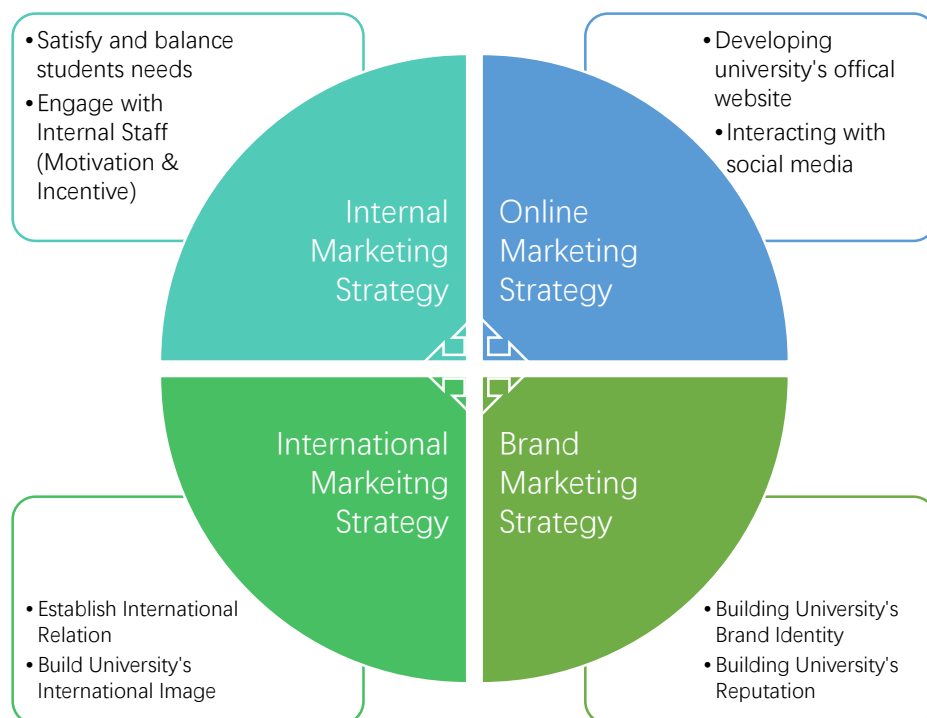 • Satisfy and balance
students needs
• Engage with
Internal Staff
(Motivation &
Incentive)
• Developing
university's offical
website
• Interacting with
social media
Internal
Marketing
Strategy
Online
Marketing
Strategy
International
Markeitng
Strategy
Brand
Marketing
Strategy
• Establish International
Relation
• Build University's
International Image
• Building University's
Brand Identity
• Building University's
Reputation